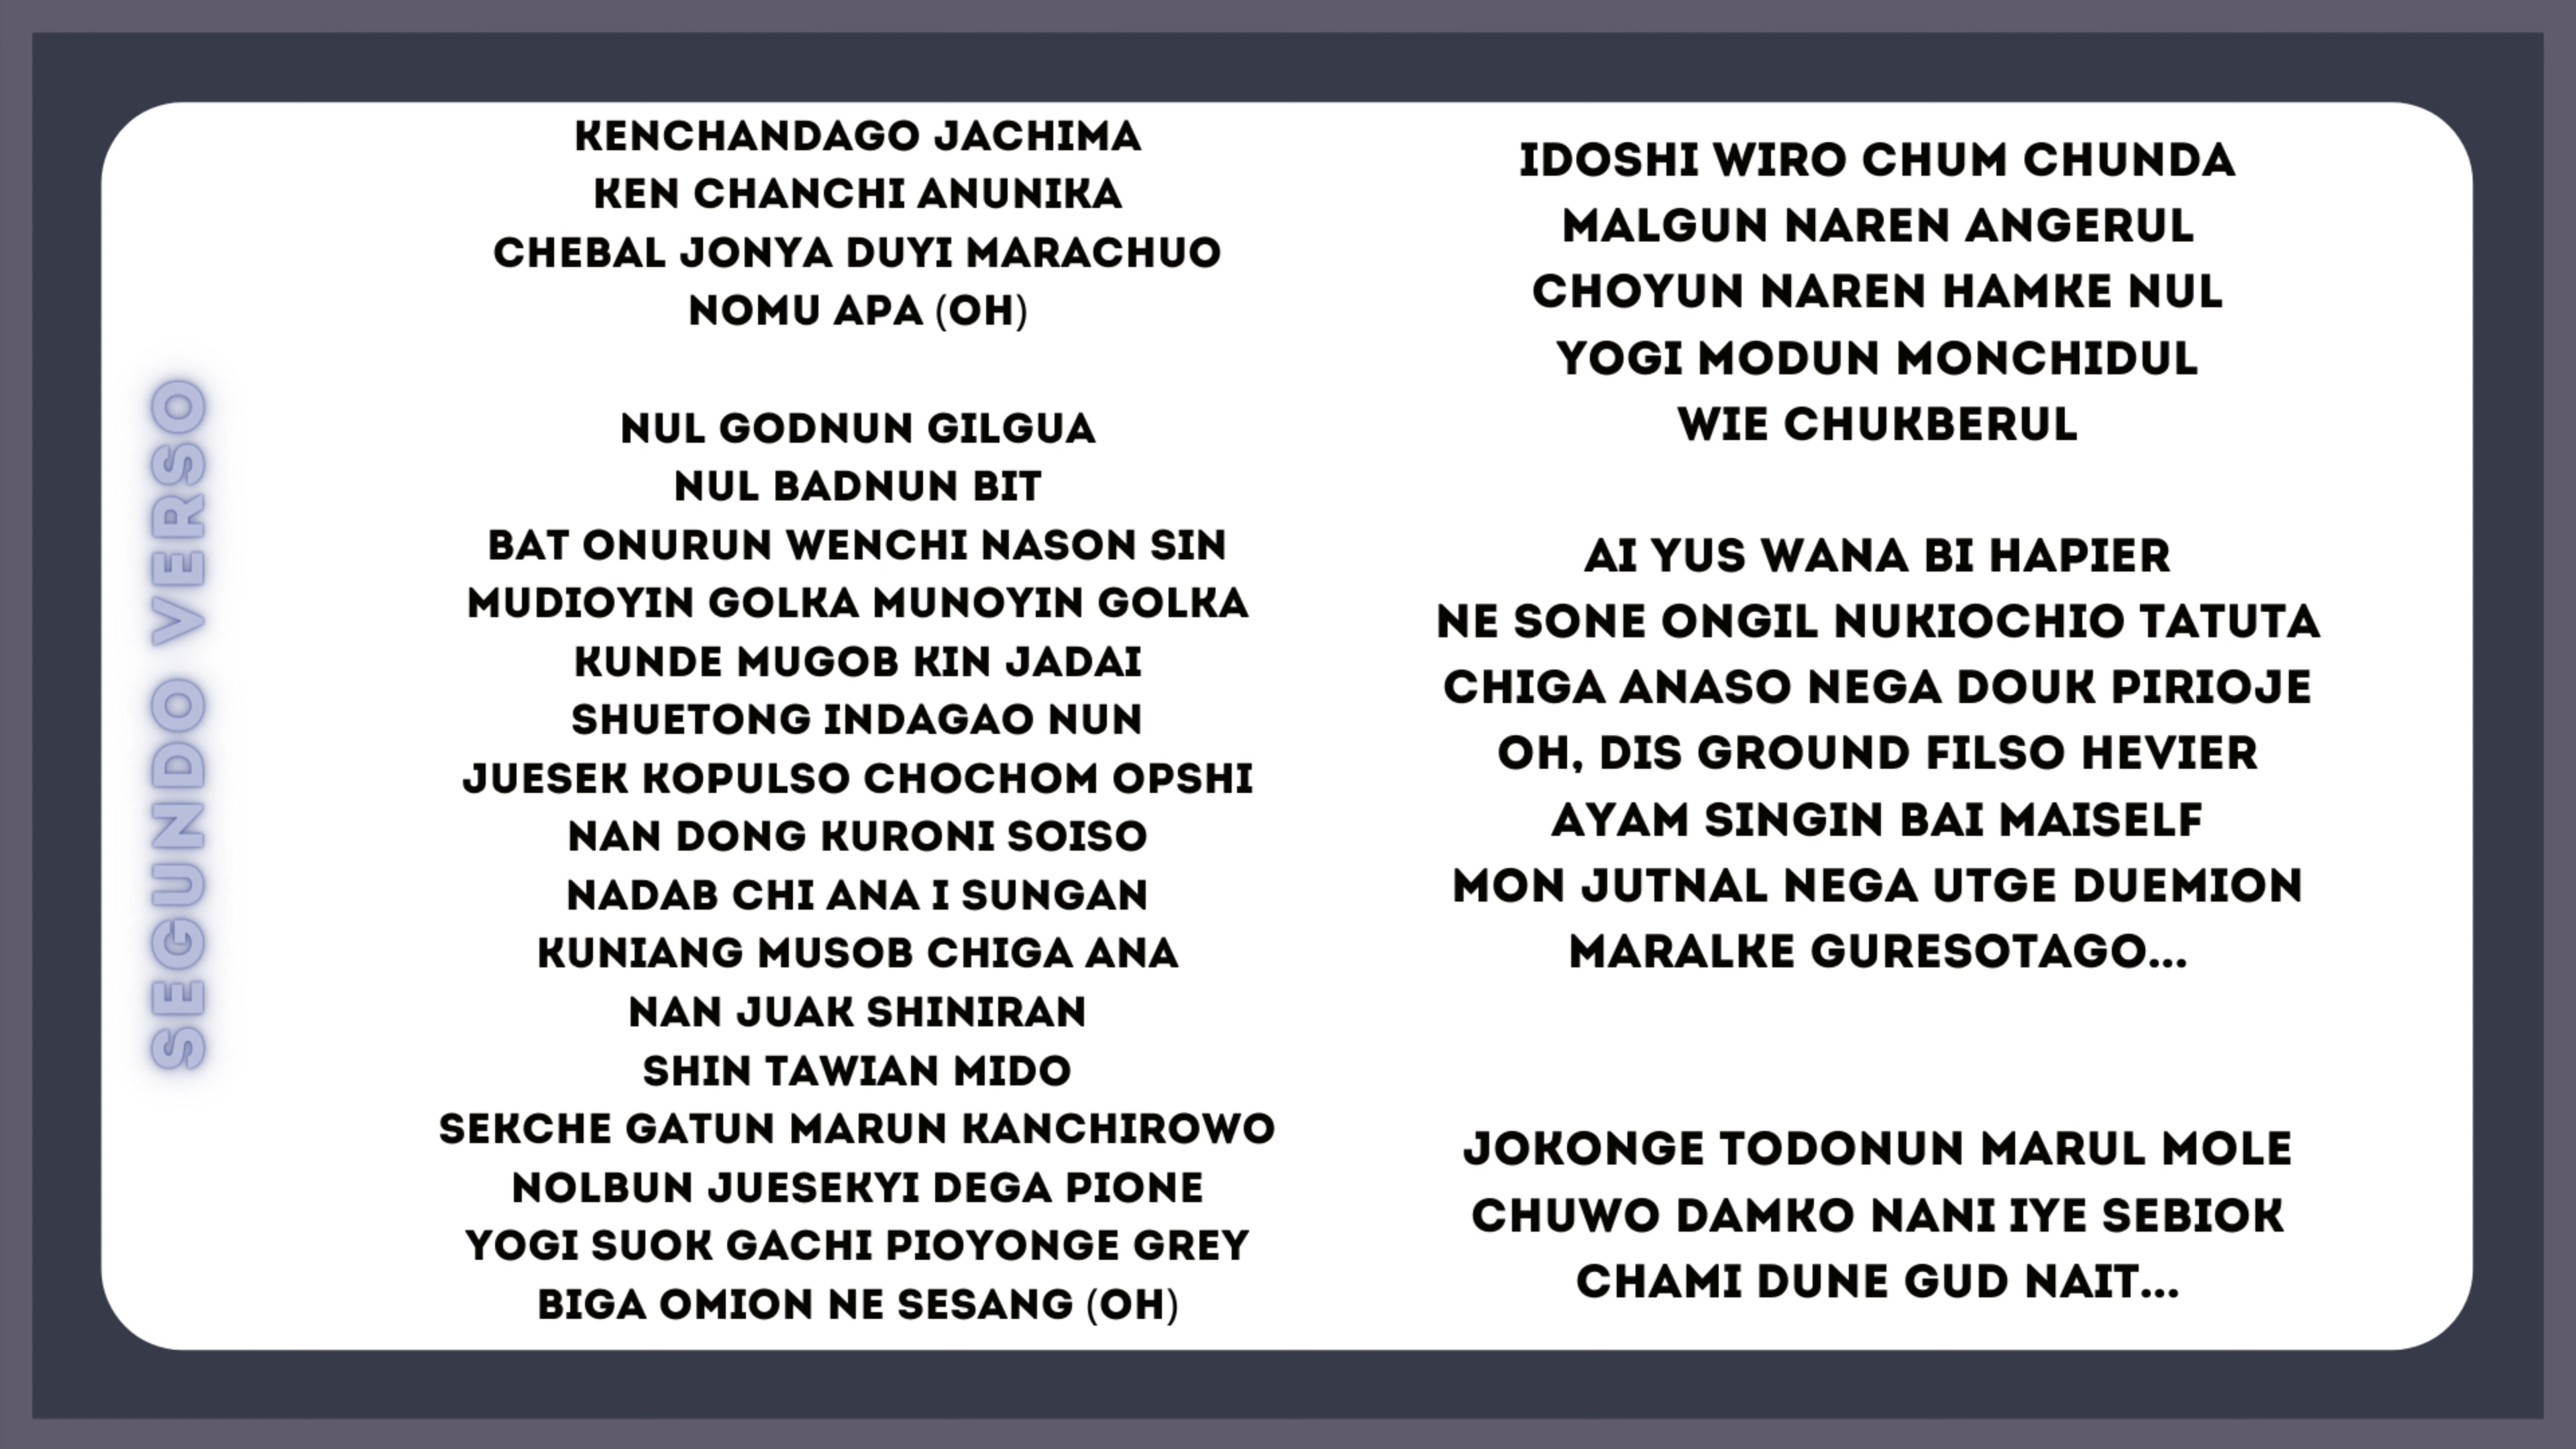 SEGUNDO VERSO
KENCHANDAGO JACHIMA
KEN CHANCHI ANUNIKA
CHEBAL JONYA DUYI MARACHUO
NOMU APA (OH)
NUL GODNUN GILGUA
NUL BADNUN BIT
BAT ONURUN WENCHI NASON SIN
MUDIOYIN GOLKA MUNOYIN GOLKA
KUNDE MUGOB KIN JADAI
SHUETONG INDAGAO NUN
JUESEK KOPULSO CHOCHOM OPSHI
NAN DONG KURONI SOISO
NADAB CHI ANA I SUNGAN
KUNIANG MUSOB CHIGA ANA
NAN JUAK SHINIRAN
SHIN TAWIAN MIDO
SEKCHE GATUN MARUN KANCHIROWO
NOLBUN JUESEKYI DEGA PIONE
YOGI SUOK GACHI PIOYONGE GREY
BIGA OMION NE SESANG (OH)
IDOSHI WIRO CHUM CHUNDA
MALGUN NAREN ANGERUL
CHOYUN NAREN HAMKE NUL
YOGI MODUN MONCHIDUL
WIE CHUKBERUL
AI YUS WANA BI HAPIER
NE SONE ONGIL NUKIOCHIO TATUTA
CHIGA ANASO NEGA DOUK PIRIOJE
OH, DIS GROUND FILSO HEVIER
AYAM SINGIN BAI MAISELF
MON JUTNAL NEGA UTGE DUEMION
MARALKE GURESOTAGO...
JOKONGE TODONUN MARUL MOLE
CHUWO DAMKO NANI IYE SEBIOK
CHAMI DUNE GUD NAIT...